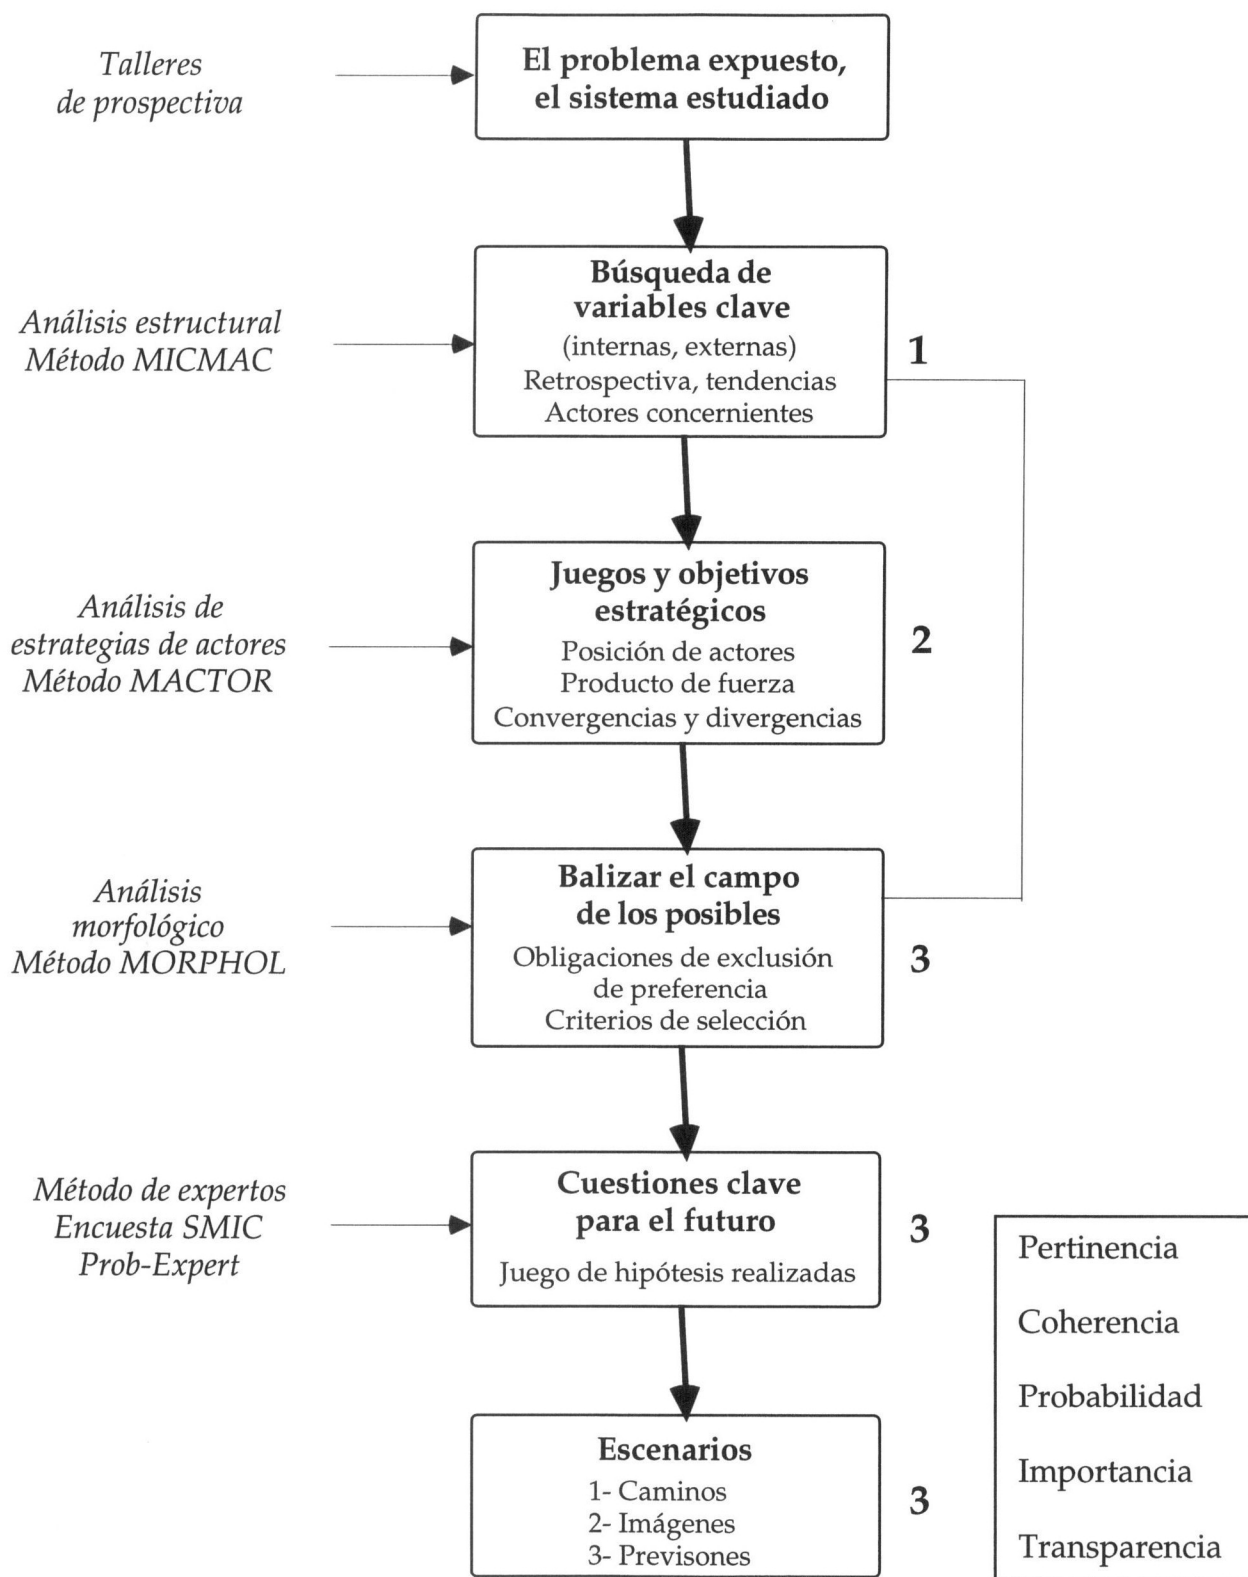 Talleres
de prospectiva
El problema expuesto,
el sistema estudiado
Análisis estructural
Método MICMAC
Búsqueda de
variables clave
(internas, externas)
Retrospectiva, tendencias
Actores concernientes
1
Análisis de
estrategias de actores
Método MACTOR
Juegos y objetivos
estratégicos
Posición de actores
Producto de fuerza
Convergencias y divergencias
2
Análisis
morfológico
Método MORPHOL
Balizar el campo
de los posibles
Obligaciones de exclusión
de preferencia
Criterios de selección
3
Método de expertos
Encuesta SMIC
Prob-Expert
Cuestiones clave
para el futuro
Juego de hipótesis realizadas
3
Escenarios
1- Caminos
2- Imágenes
3- Previsones
3
Pertinencia
Coherencia
Probabilidad
Importancia
Transparencia